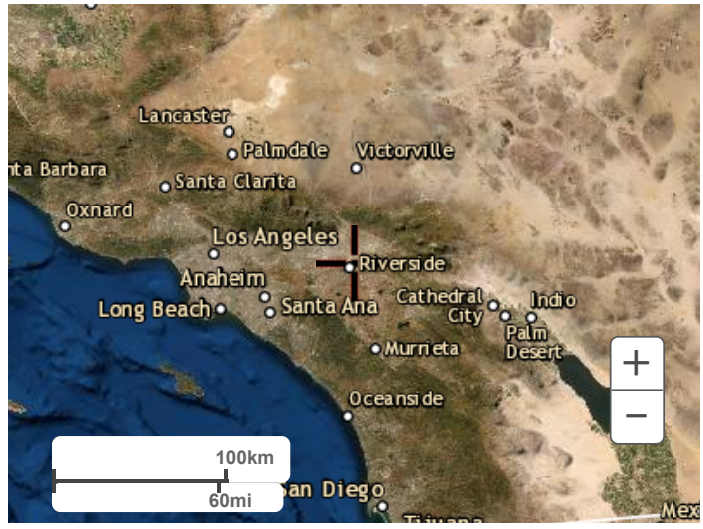 Lancaster
Palmdale
Victorville
nta Barbara
Santa Clarita
Oxnard
Los Angeles
Riverside
Anaheim
Cathedral
City
Indio
Long Beach
Santa Ana
Palm
Desert
Murrieta
+
Oceanside
−
100km
60mi
San Diego
Tijuana
Mex